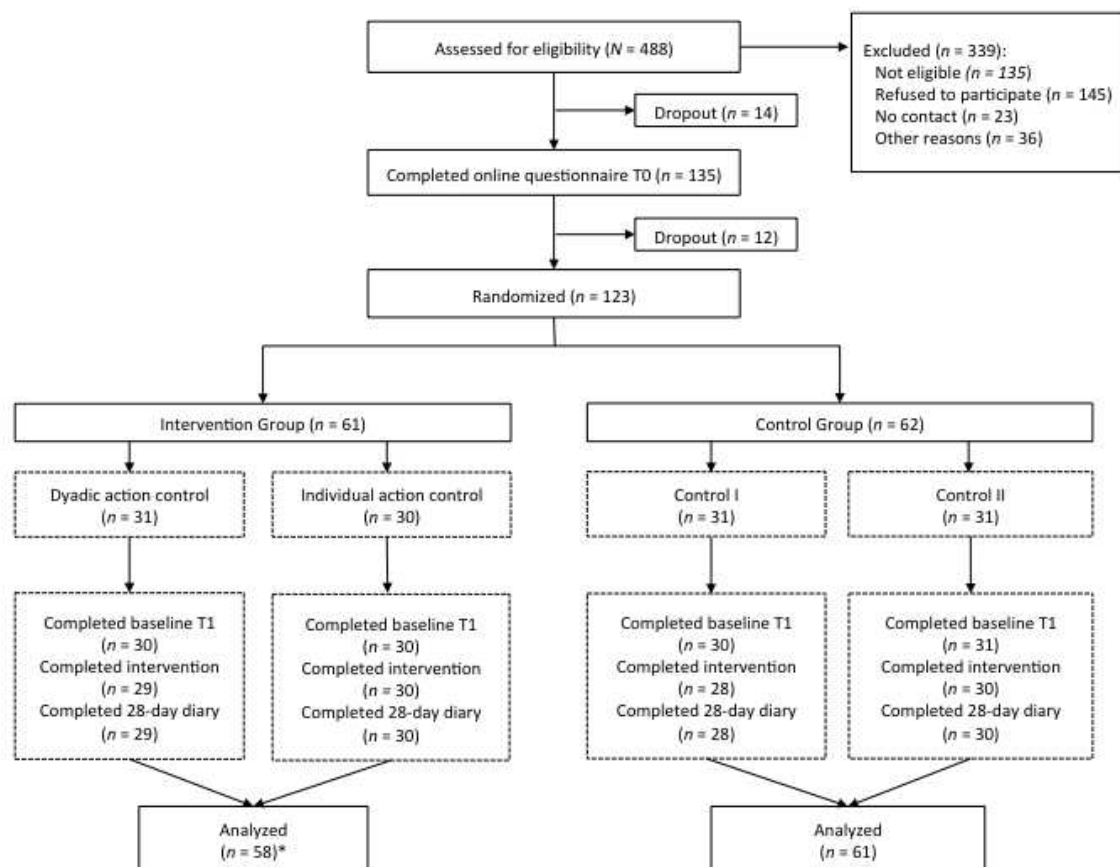 Assessed for eligibility (N = 488)
Excluded (n = 339):
Not eligible (n = 135)
Refused to participate (n = 145)
No contact (n = 23)
Other reasons (n = 36)
Dropout (n = 14)
Completed online questionnaire T0 (n = 135)
Dropout (n = 12)
Randomized (n = 123)
Intervention Group (n = 61)
Control Group (n = 62)
Dyadic action control
(n = 31)
Individual action control
(n = 30)
Control I
(n = 31)
Control II
(n = 31)
Completed baseline T1
(n = 30)
Completed intervention
(n = 29)
Completed 28-day diary
(n = 29)
Completed baseline T1
(n = 30)
Completed intervention
(n = 30)
Completed 28-day diary
(n = 30)
Completed baseline T1
(n = 30)
Completed intervention
(n = 28)
Completed 28-day diary
(n = 28)
Completed baseline T1
(n = 31)
Completed intervention
(n = 30)
Completed 28-day diary
(n = 30)
Analyzed
(n = 58)*
Analyzed
(n = 61)